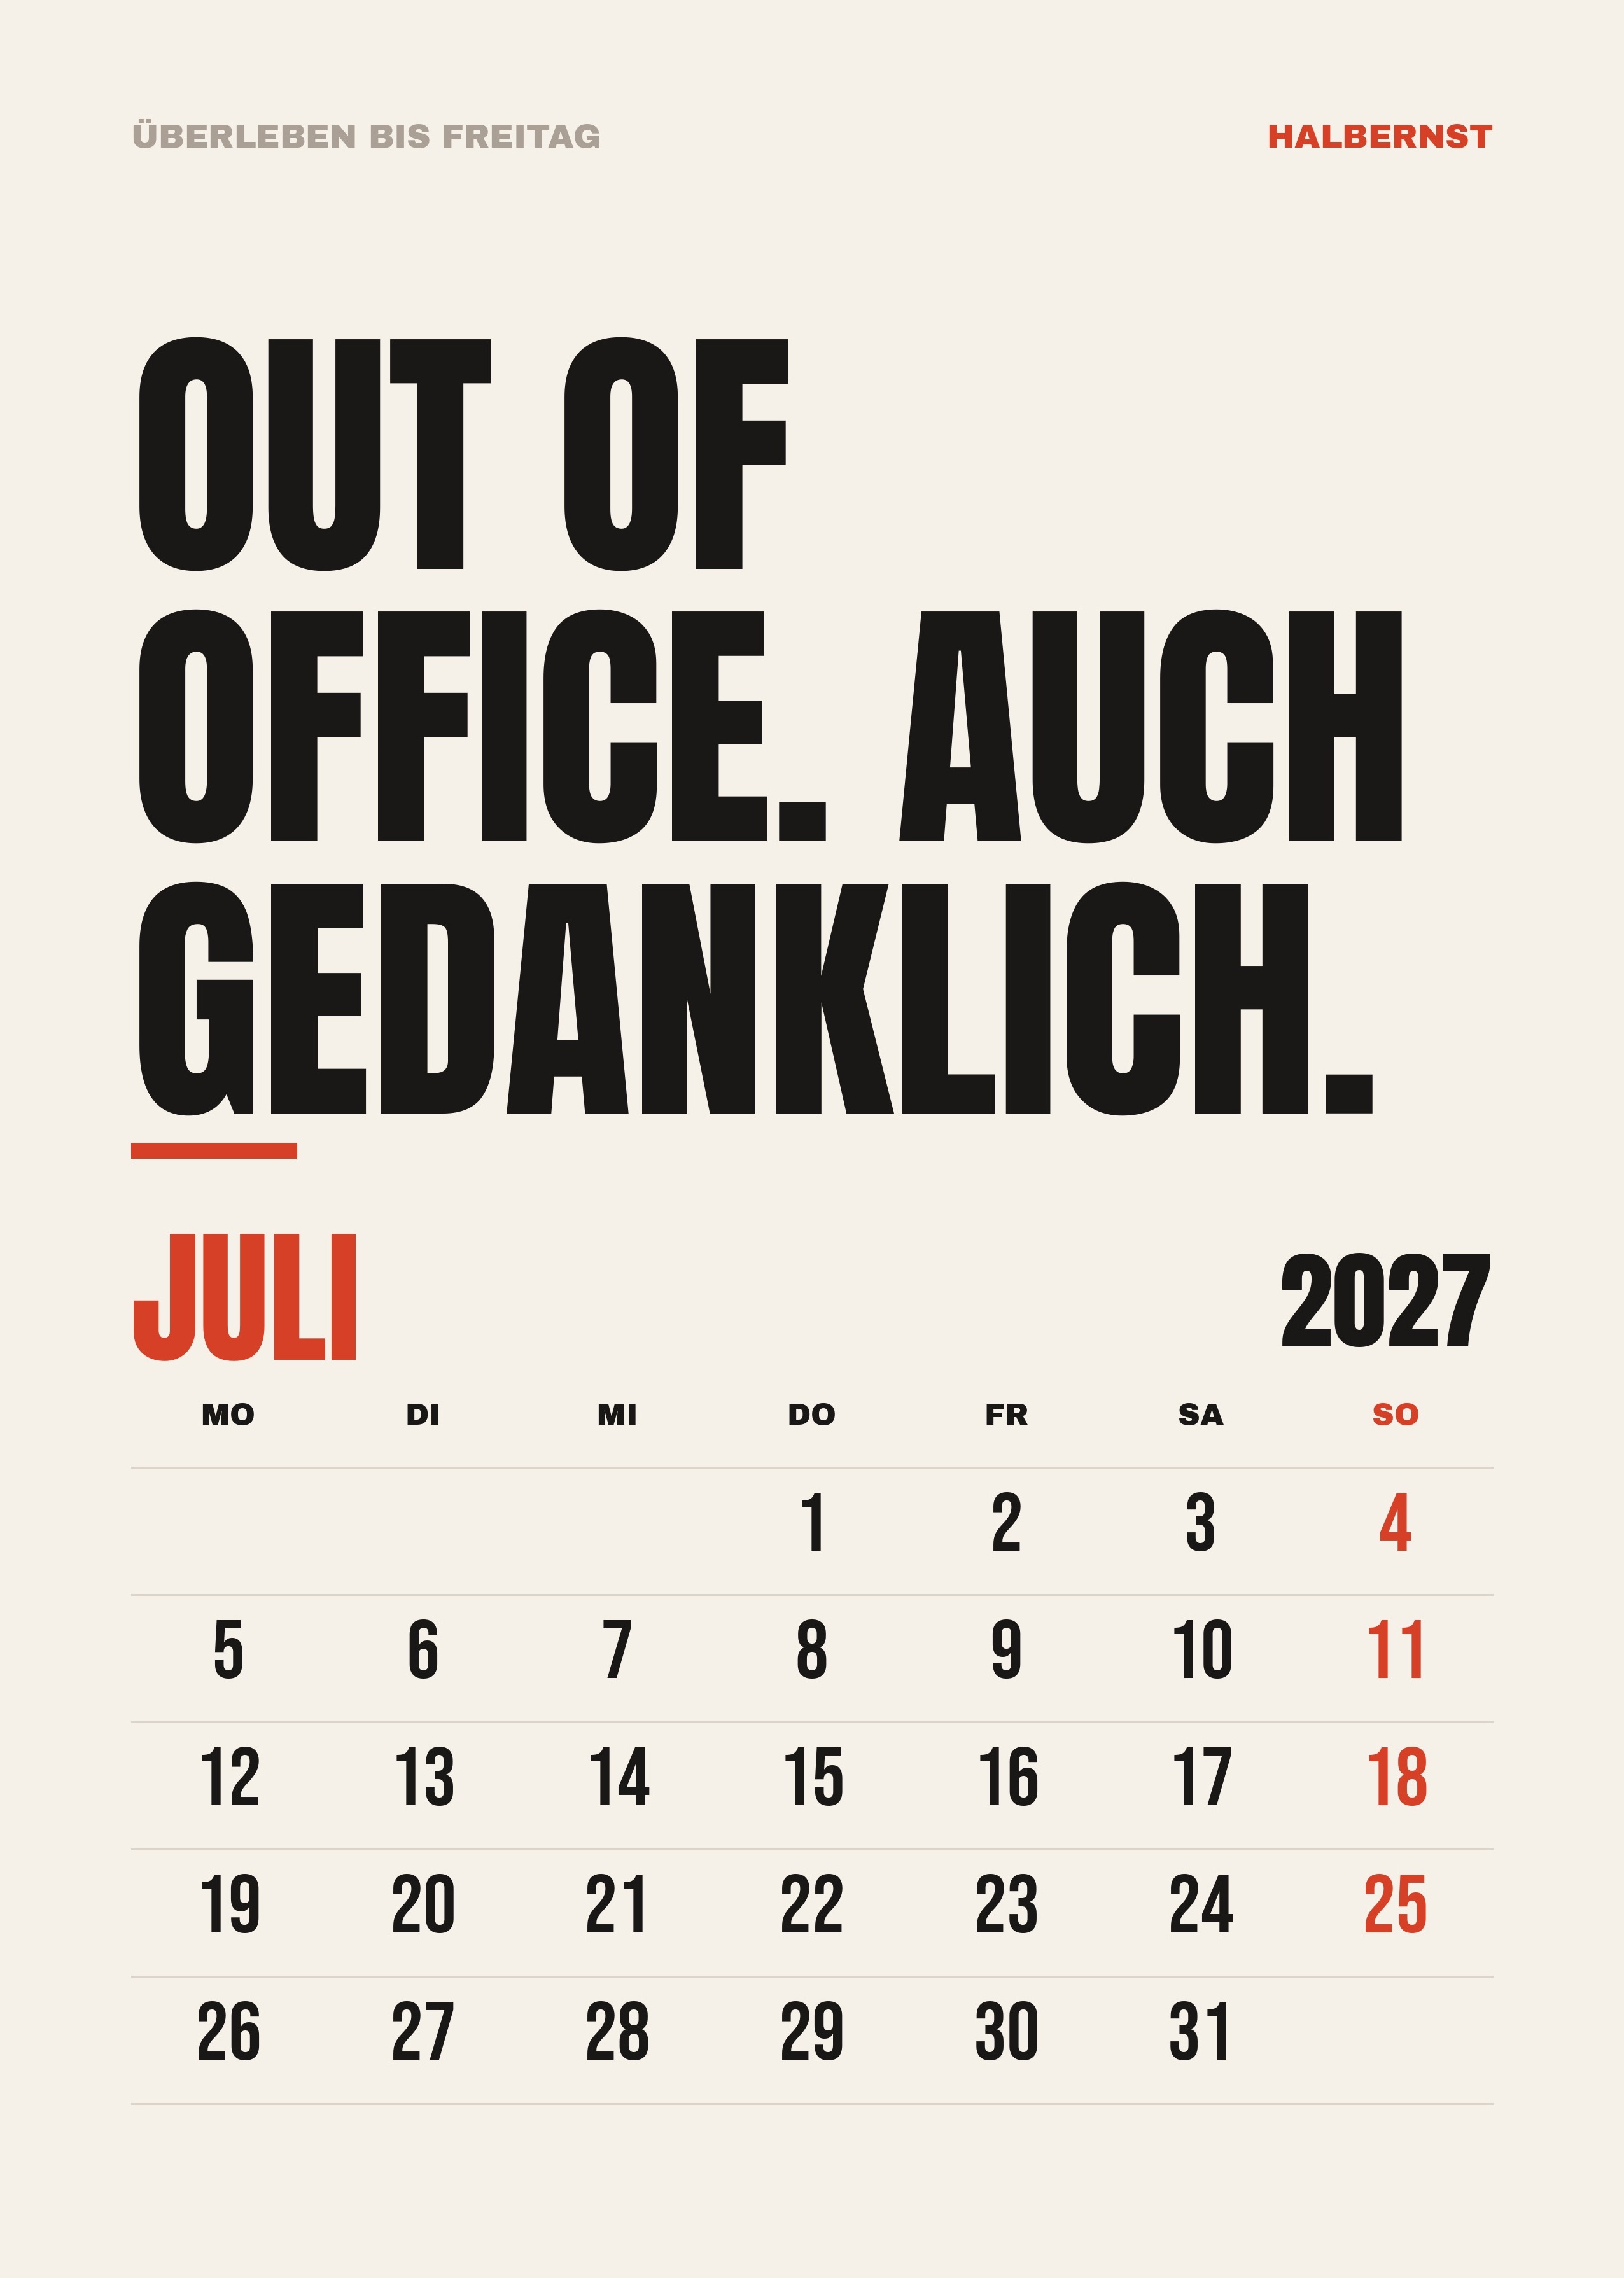 ÜBERLEBEN BIS FREITAG HALBERNST
OUT OF
OFFICE. AUCH
GEDANKLICH.
JULI 2027
MO DI MI DO FR SA SO
1 2 3 4
5 6 7 8 9 10 11
12 13 14 15 16 17 18
19 20 21 22 23 24 25
26 27 28 29 30 31